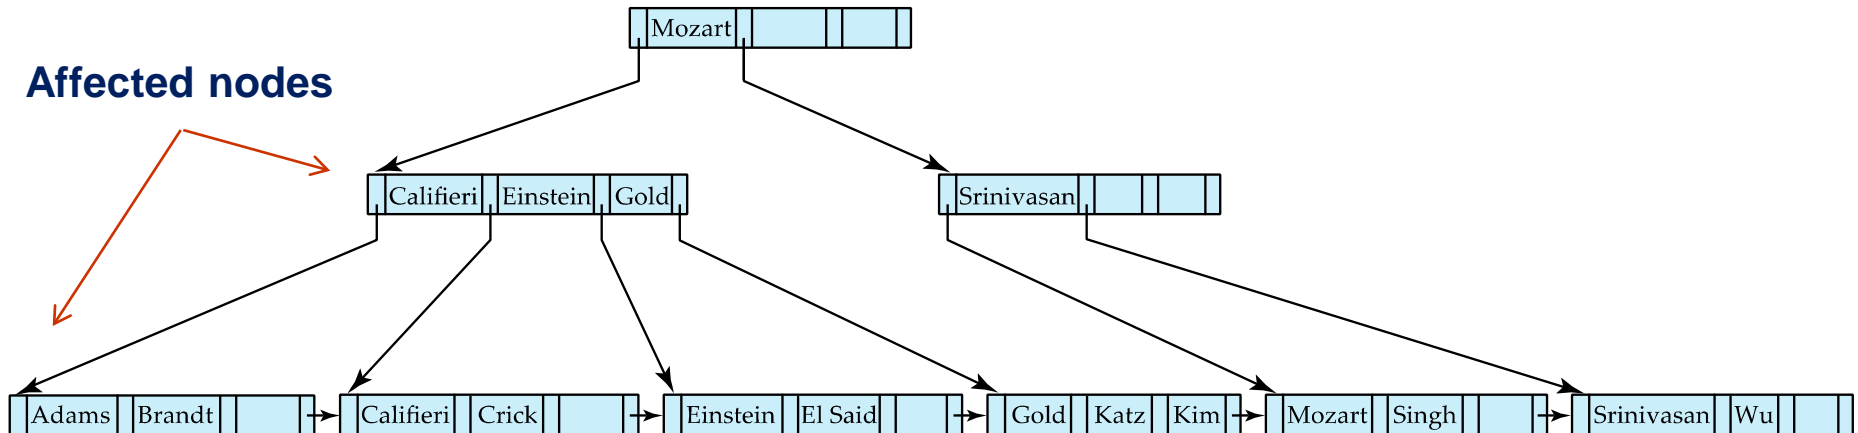 Mozart
Affected nodes
Califieri Einstein Gold
Srinivasan
Adams Brandt
Califieri Crick
Einstein El Said
Gold Katz Kim
Mozart Singh
Srinivasan Wu